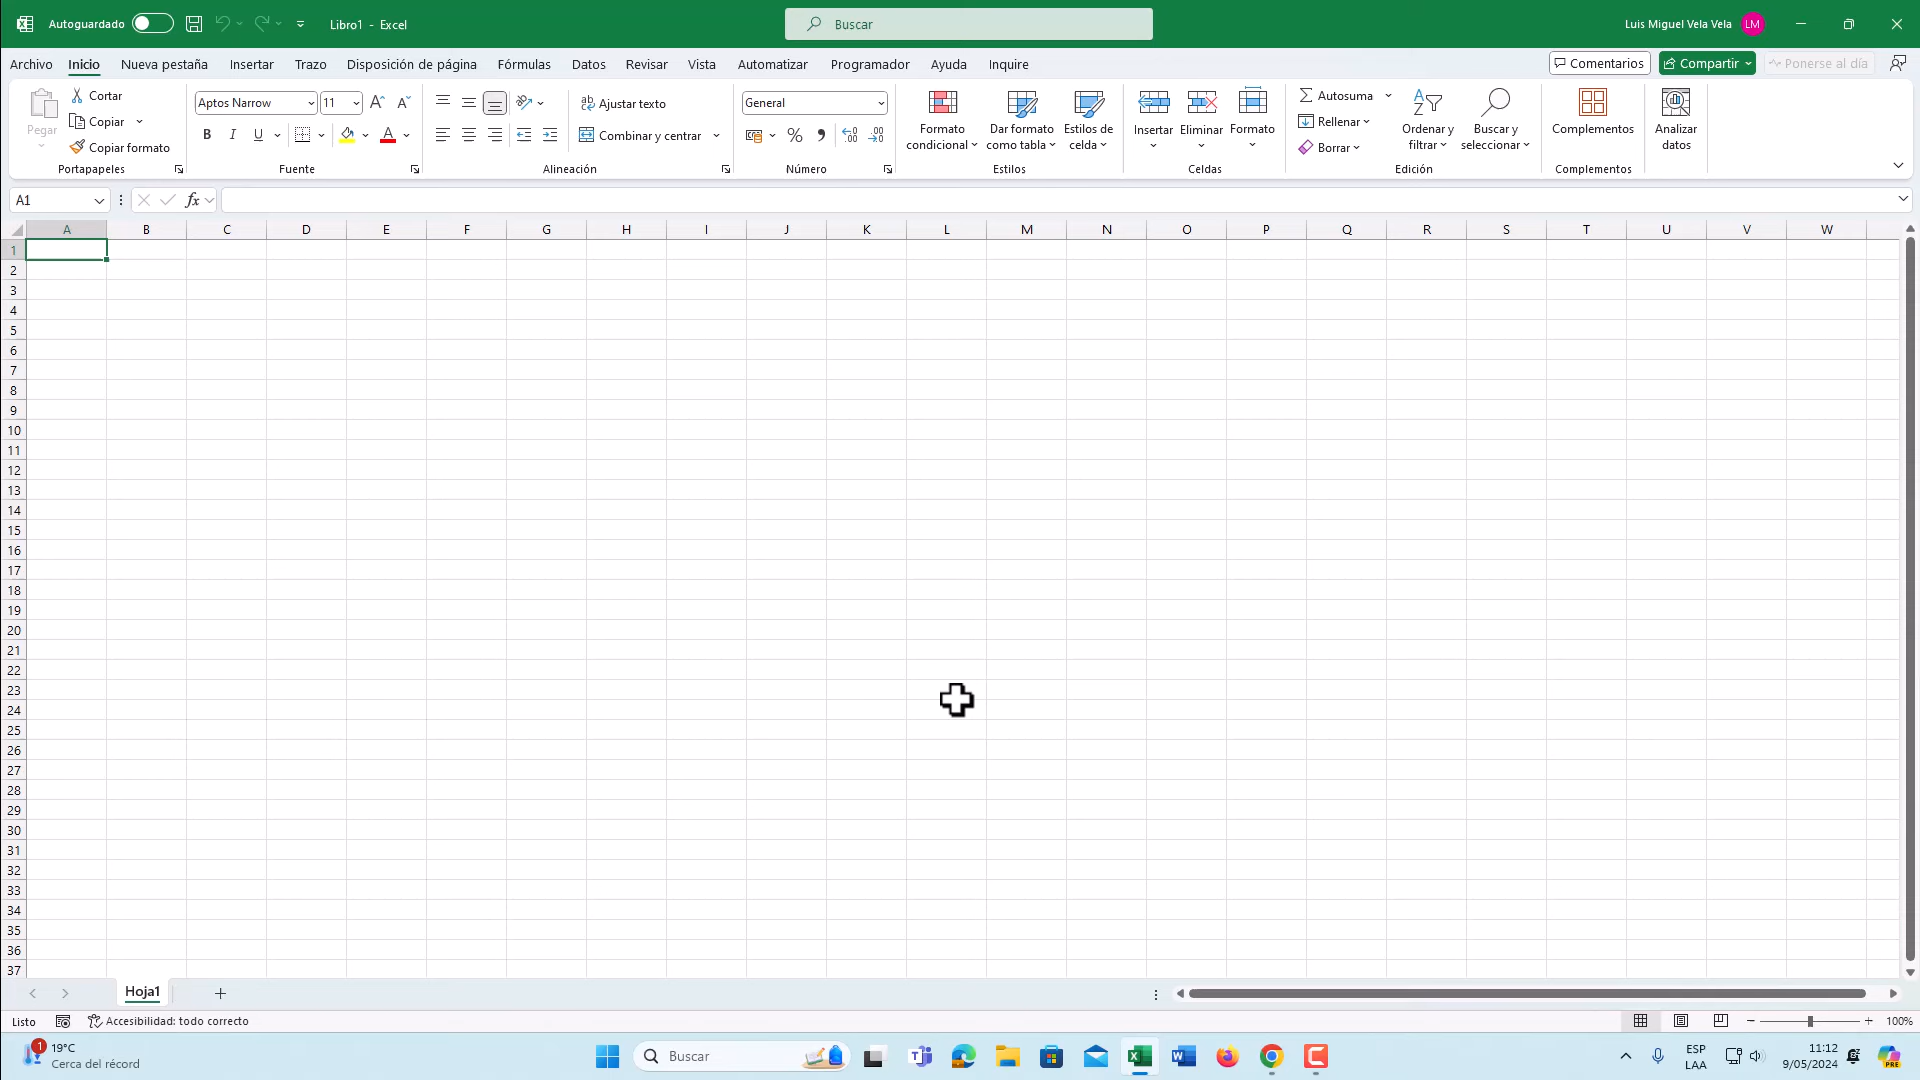 Autoguardado
Libro1 - Excel
Buscar
Luis Miguel Vela Vela
LM
Archivo
Inicio
Nueva pestaña
Insertar
Trazo
Disposición de página
Fórmulas
Datos
Revisar
Vista
Automatizar
Programador
Ayuda
Inquire
Comentarios
Compartir
Ponerse al día
Pegar
Cortar
Copiar
Copiar formato
Portapapeles
Aptos Narrow
11
Fuente
Ajustar texto
Combinar y centrar
Alineación
General
Número
Formato
condicional
Dar formato
como tabla
Estilos de
celda
Estilos
Insertar
Eliminar
Formato
Celdas
Autosuma
Rellenar
Borrar
Ordenar y
filtrar
Buscar y
seleccionar
Edición
Complementos
Complementos
Analizar
datos
A1
fx
A B C D E F G H I J K L M N O P Q R S T U V W
1
2
3
4
5
6
7
8
9
10
11
12
13
14
15
16
17
18
19
20
21
22
23
24
25
26
27
28
29
30
31
32
33
34
35
36
37
Hoja1
Listo
Accesibilidad: todo correcto
100%
1
19°C
Cerca del récord
Buscar
ESP
LAA
11:12
9/05/2024
PRE